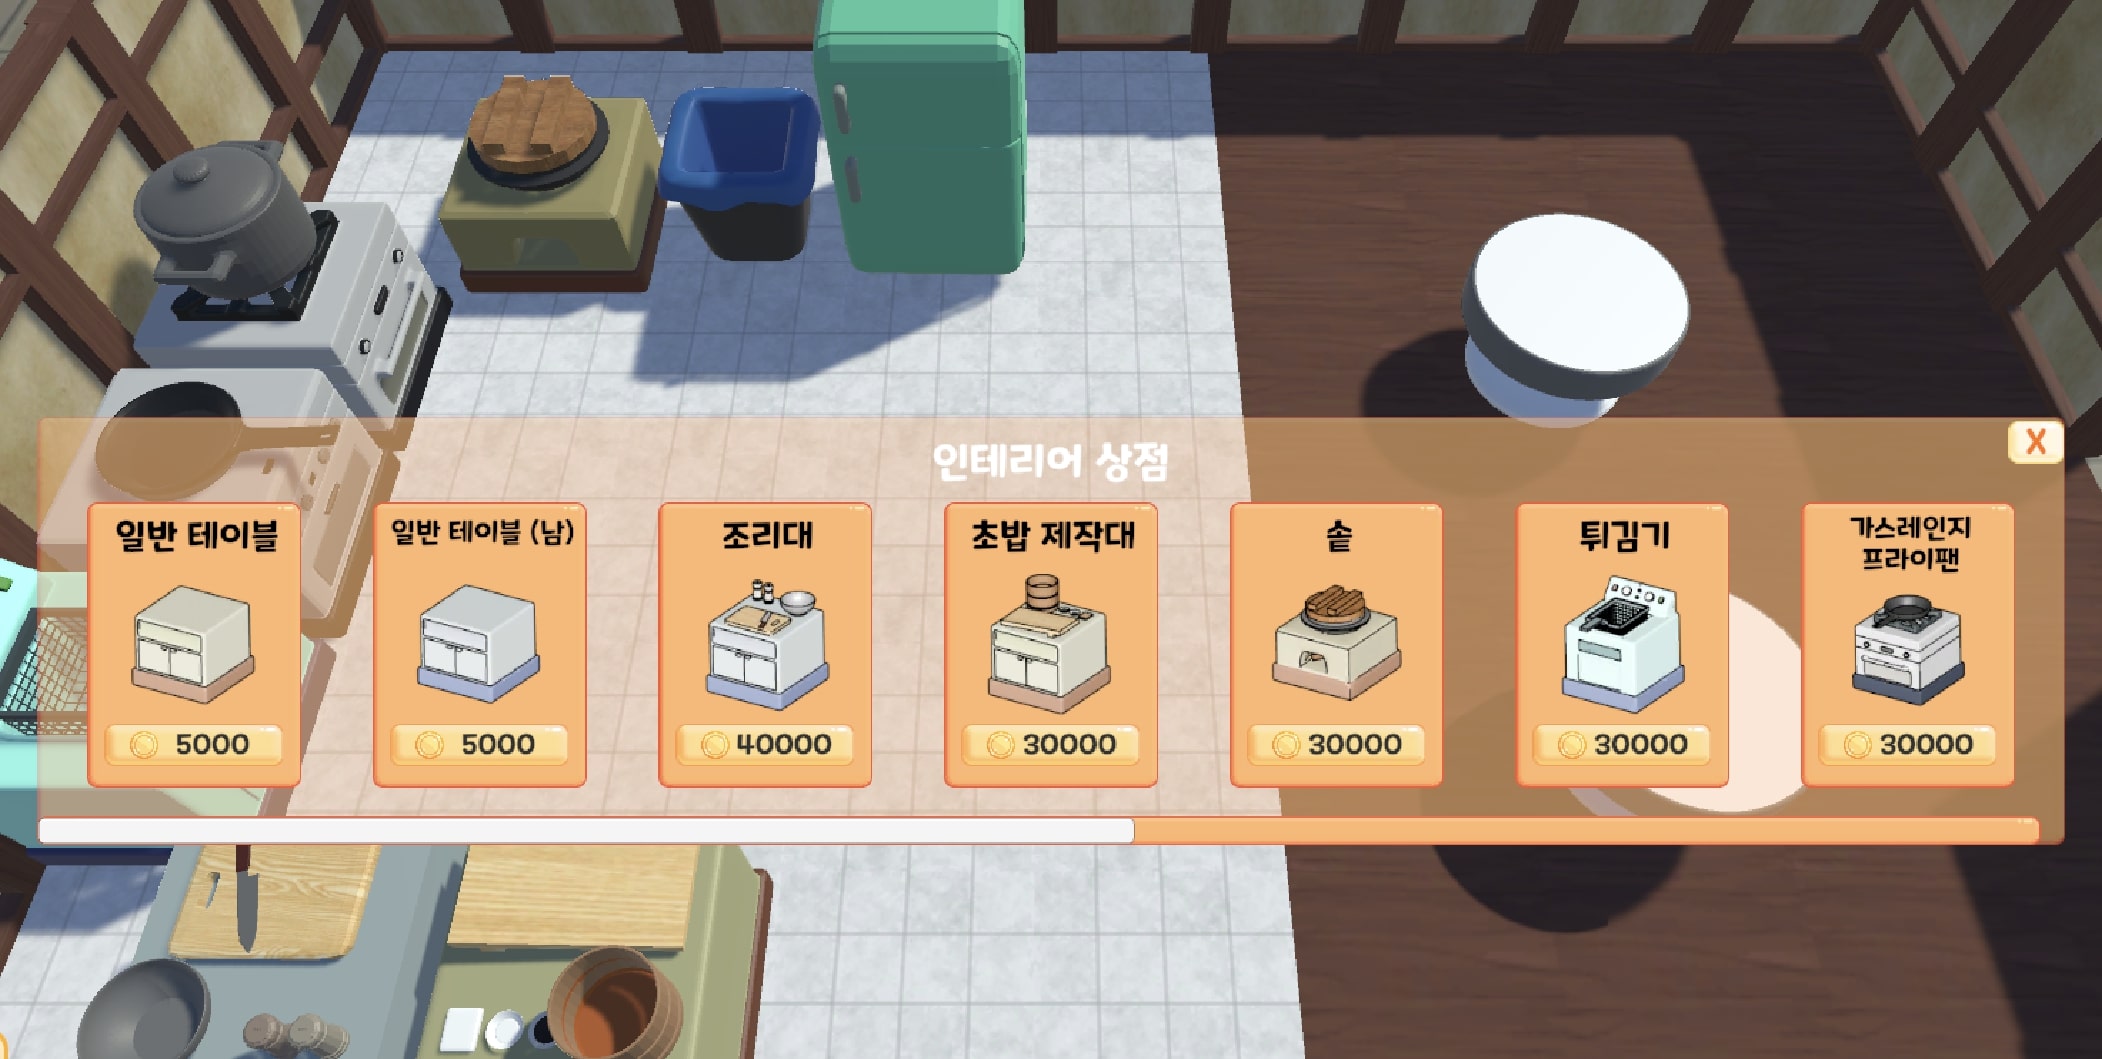 인테리어 상점
X
일반 테이블
5000
일반 테이블 (남)
5000
조리대
40000
초밥 제작대
30000
솥
30000
튀김기
30000
가스레인지
프라이팬
30000